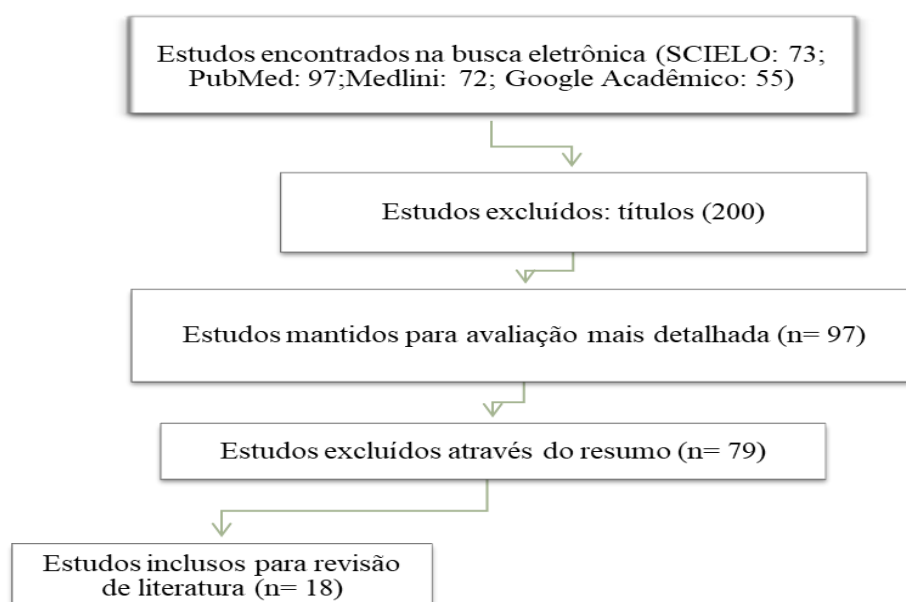 Estudos encontrados na busca eletrônica (SCIELO: 73;
PubMed: 97;Medlini: 72; Google Acadêmico: 55)
Estudos excluídos: títulos (200)
Estudos mantidos para avaliação mais detalhada (n= 97)
Estudos excluídos através do resumo (n= 79)
Estudos inclusos para revisão
de literatura (n= 18)